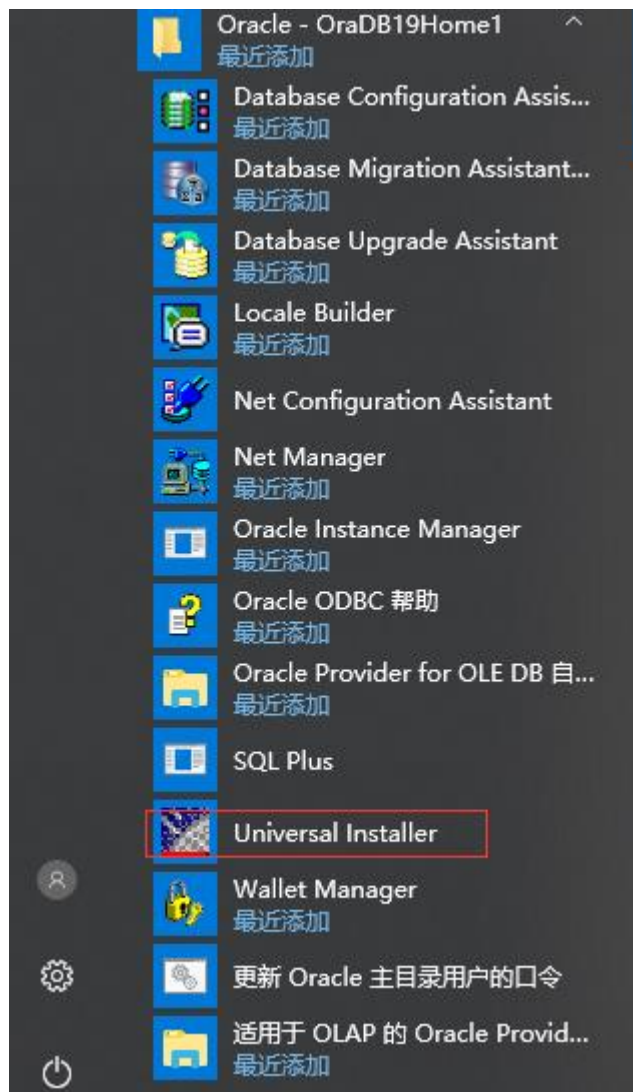 Oracle - OraDB19Home1
最近添加
Database Configuration Assis...
最近添加
Database Migration Assistant...
最近添加
Database Upgrade Assistant
最近添加
Locale Builder
最近添加
Net Configuration Assistant
Net Manager
最近添加
Oracle Instance Manager
最近添加
Oracle ODBC 帮助
最近添加
Oracle Provider for OLE DB 自...
最近添加
SQL Plus
Universal Installer
Wallet Manager
最近添加
更新 Oracle 主目录用户的口令
适用于 OLAP 的 Oracle Provid...
最近添加